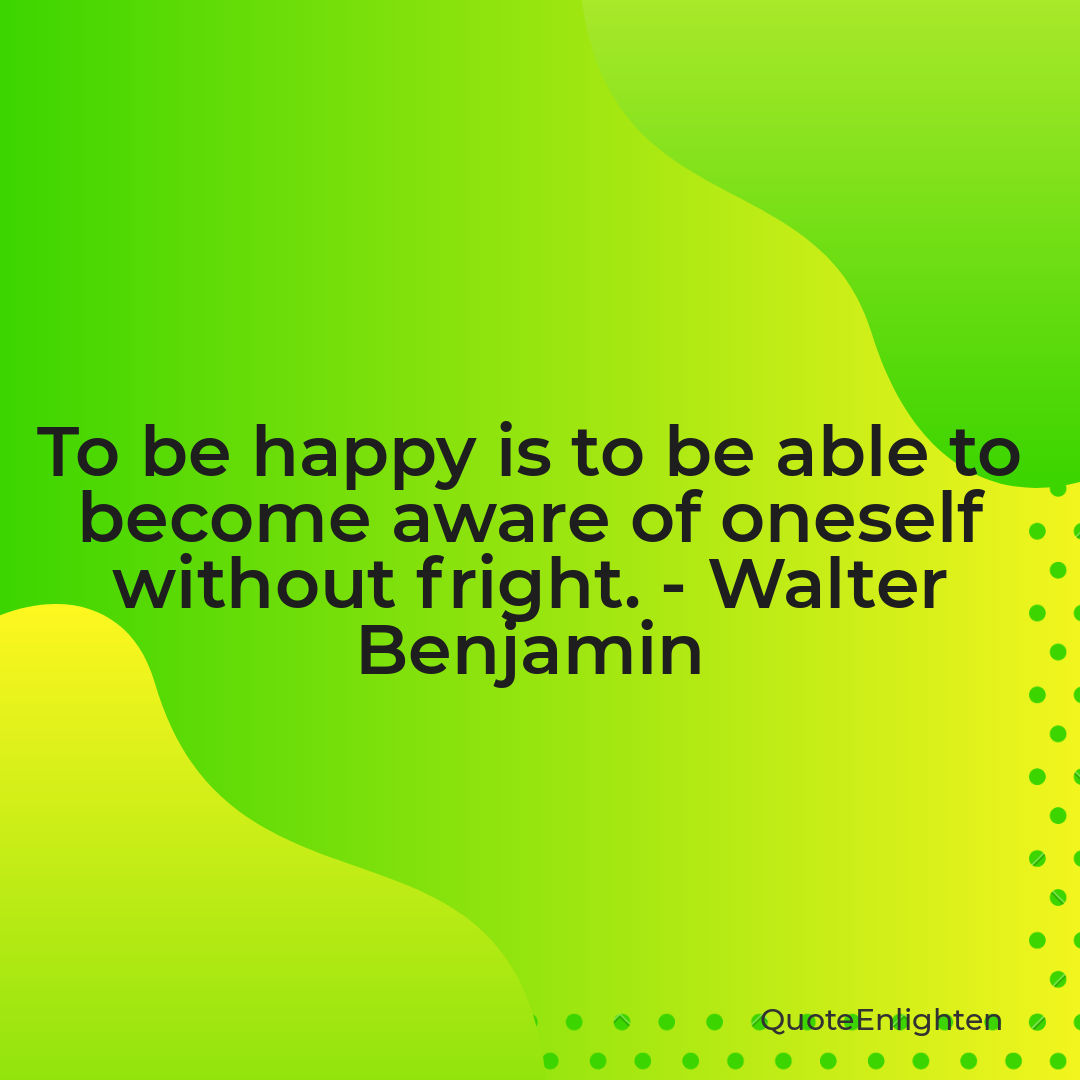 To be happy is to be able to
become aware of oneself
without fright. - Walter
Benjamin
QuoteEnlighten